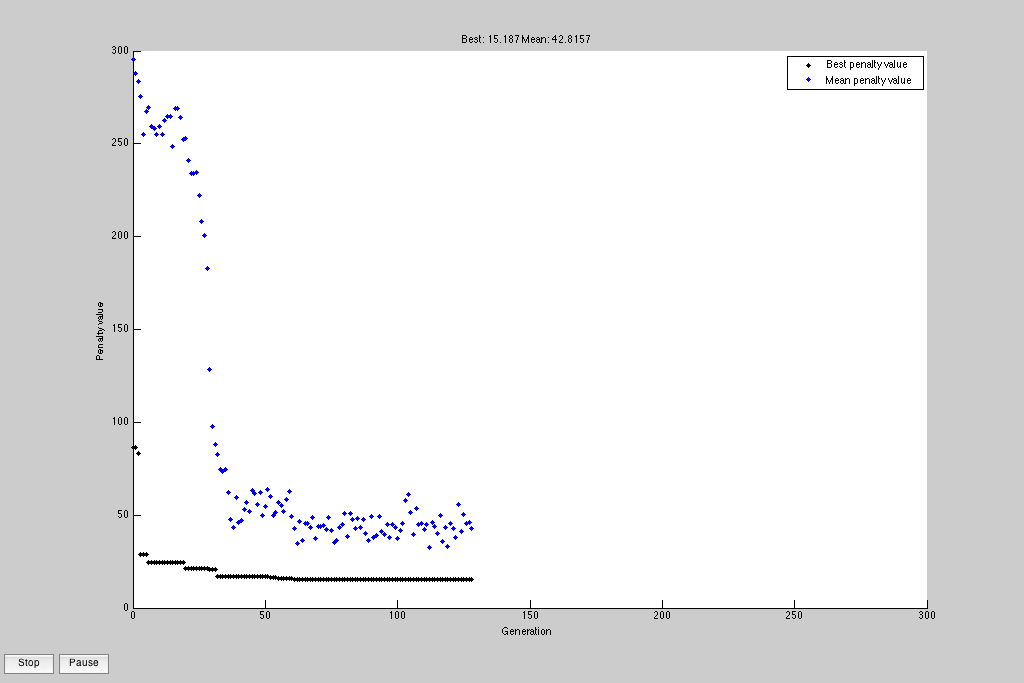 Best: 15.187 Mean: 42.8157
300
Best penalty value
Mean penalty value
250
200
150
100
50
0
Penalty value
0 50 100 150 200 250 300
Generation
Stop Pause